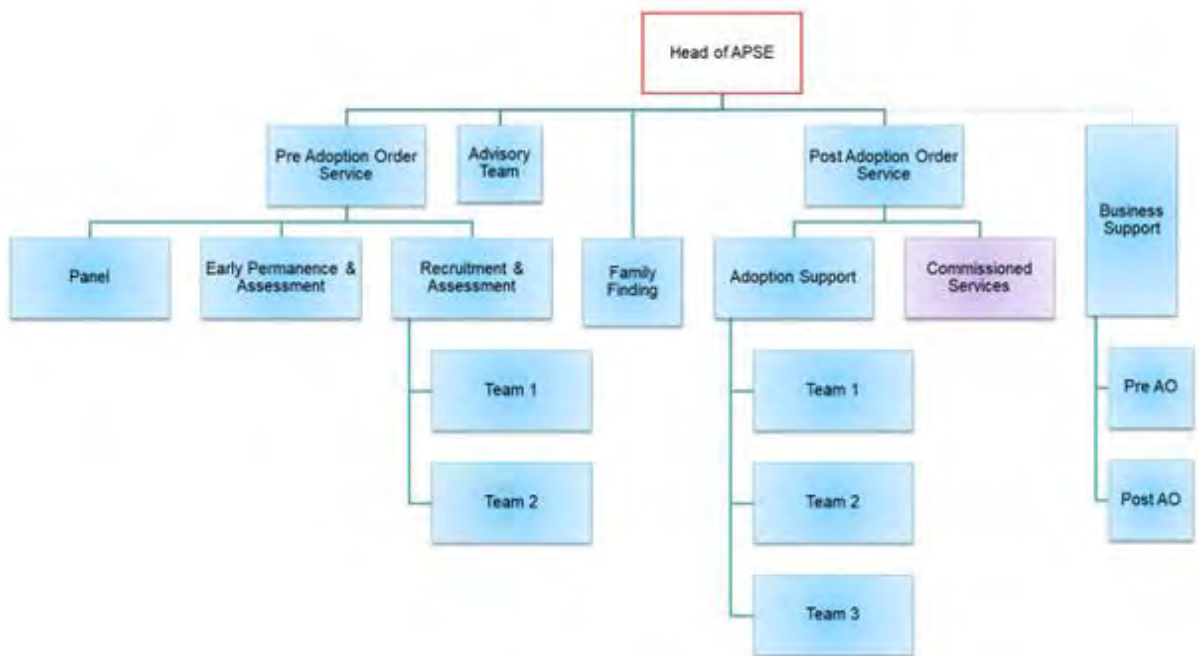 Head of APSE
Pre Adoption Order
Service
Advisory
Team
Post Adoption Order
Service
Business
Support
Panel
Early Permanence &
Assessment
Recruitment &
Assessment
Family
Finding
Adoption Support
Commissioned
Services
Team 1
Team 1
Pre AO
Team 2
Team 2
Post AO
Team 3